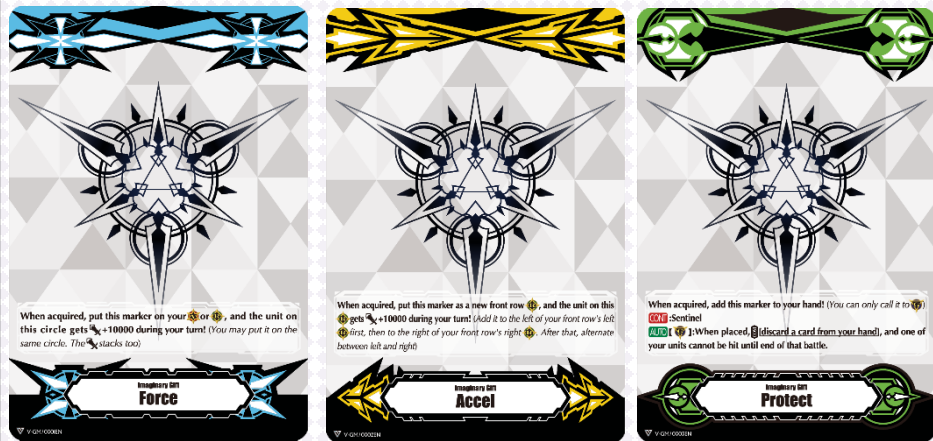 When acquired, put this marker on your or , and the unit on
this circle gets +10000 during your turn! (You may put it on the
same circle. The stacks too)
Imaginary Gift
Force
V-GM/0001EN
When acquired, put this marker as a new front row , and the unit on this
gets +10000 during your turn! (Add it to the left of your front row's left
first, then to the right of your front row's right . After that, alternate
between left and right)
Imaginary Gift
Accel
V-GM/0002EN
When acquired, add this marker to your hand! (You can only call it to )
CONT :Sentinel
AUTO [ ]:When placed, [discard a card from your hand], and one of
your units cannot be hit until end of that battle.
Imaginary Gift
Protect
V-GM/0003EN